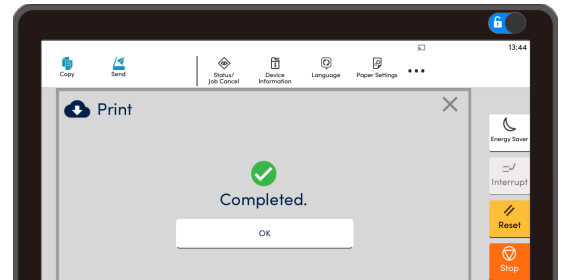 13:44
Copy
Send
Status/
Job Cancel
Device
Information
Language
Paper Settings
Print
Completed.
OK
Energy Saver
Interrupt
Reset
Stop